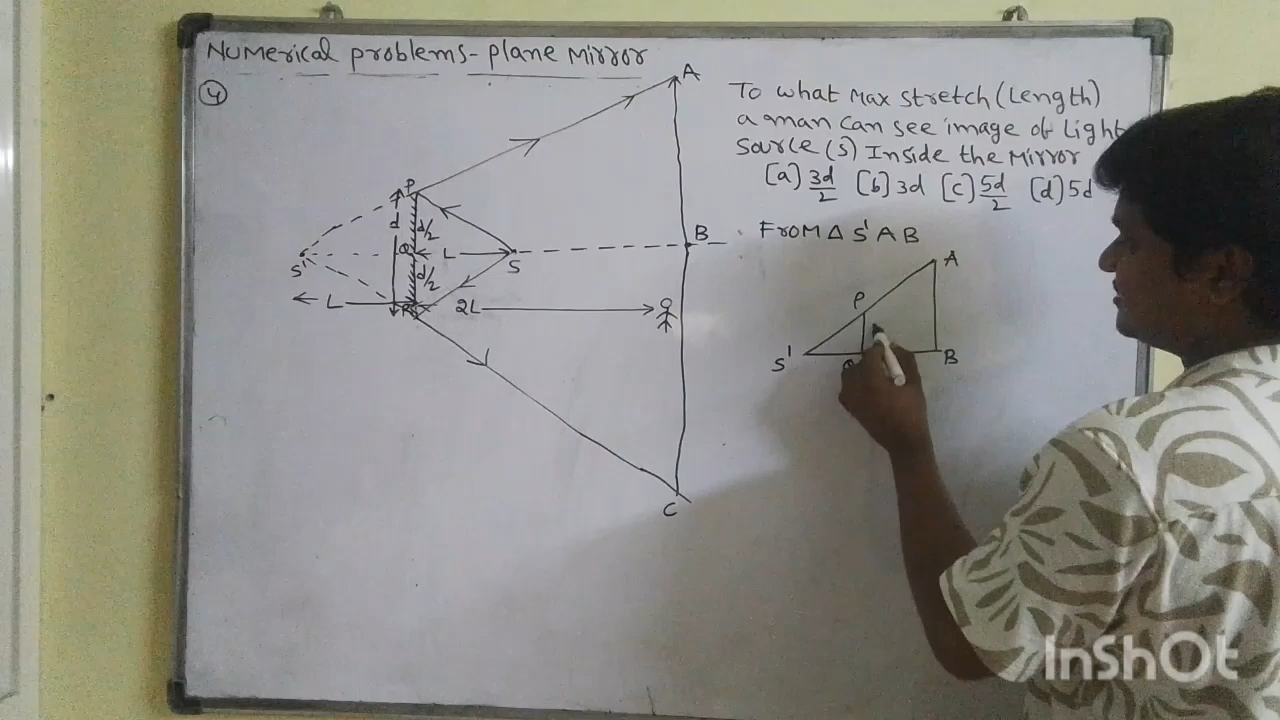 Numerical problems - plane Mirror
4
To what Max stretch (Length)
a man can see image of Light
source (S) Inside the Mirror
[a] 3d/2 [b] 3d [c] 5d/2 [d] 5d
A
P
d
d/2
Q
L
S
B
S'
d/2
L
2L
C
From Δ S'AB
A
P
S'
B
InShOt